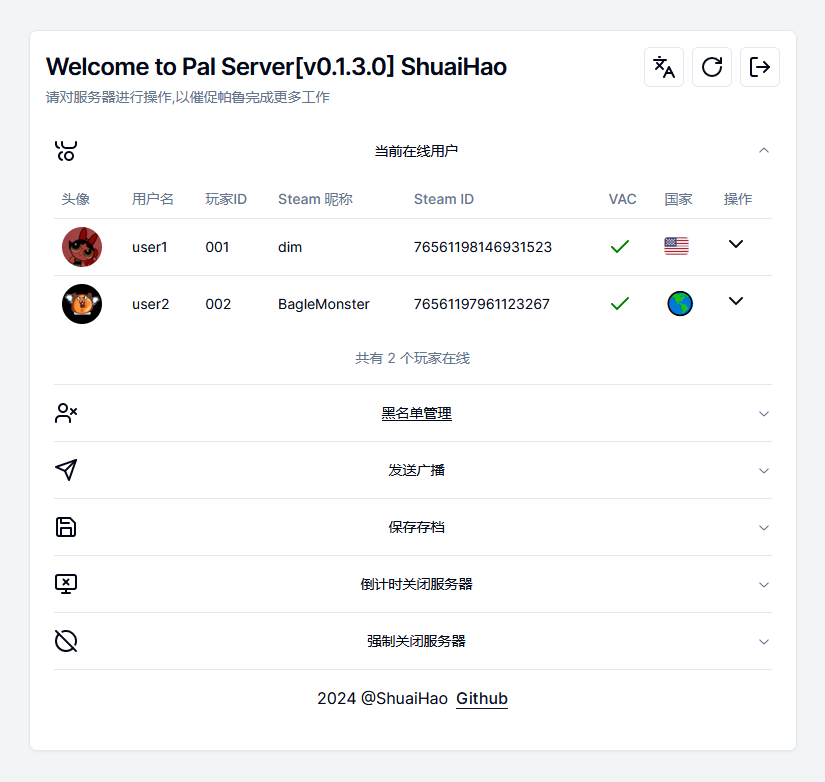 Welcome to Pal Server[v0.1.3.0] ShuaiHao
请对服务器进行操作,以催促帕鲁完成更多工作
当前在线用户
头像 用户名 玩家ID Steam 昵称 Steam ID VAC 国家 操作
user1 001 dim 76561198146931523
user2 002 BagleMonster 76561197961123267
共有 2 个玩家在线
黑名单管理
发送广播
保存存档
倒计时关闭服务器
强制关闭服务器
2024 @ShuaiHao Github